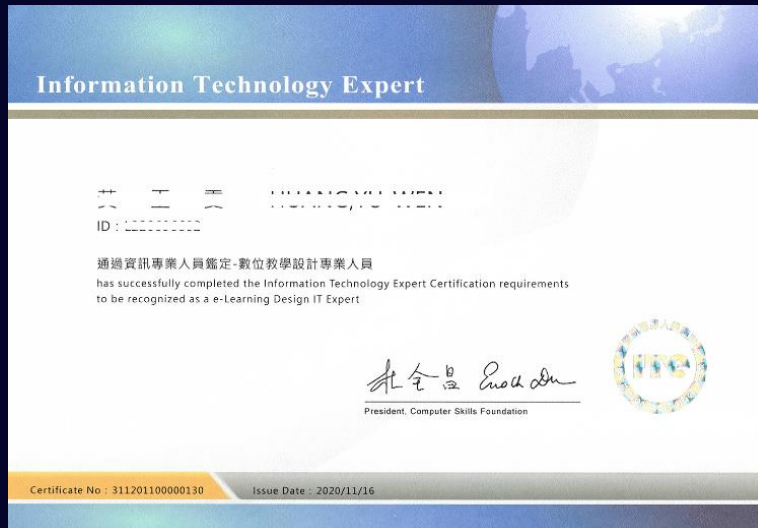 Information Technology Expert
ID :
通過資訊專業人員鑑定-數位教學設計專業人員
has successfully completed the Information Technology Expert Certification requirements
to be recognized as a e-Learning Design IT Expert
President, Computer Skills Foundation
ITE
Certificate No : 311201100000130
Issue Date : 2020/11/16